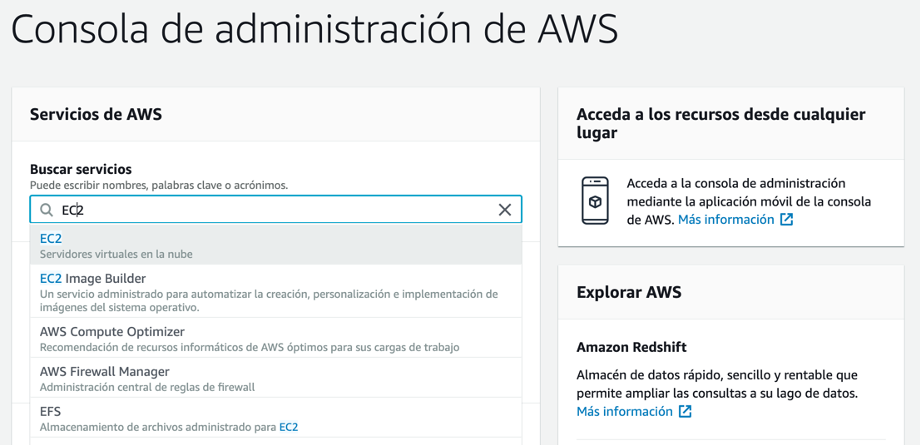 Consola de administración de AWS
Servicios de AWS
Buscar servicios
Puede escribir nombres, palabras clave o acrónimos.
EC2
EC2
Servidores virtuales en la nube
EC2 Image Builder
Un servicio administrado para automatizar la creación, personalización e implementación de
imágenes del sistema operativo.
AWS Compute Optimizer
Recomendación de recursos informáticos de AWS óptimos para sus cargas de trabajo
AWS Firewall Manager
Administración central de reglas de firewall
EFS
Almacenamiento de archivos administrado para EC2
Acceda a los recursos desde cualquier
lugar
Acceda a la consola de administración
mediante la aplicación móvil de la consola
de AWS. Más información
Explorar AWS
Amazon Redshift
Almacén de datos rápido, sencillo y rentable que
permite ampliar las consultas a su lago de datos.
Más información